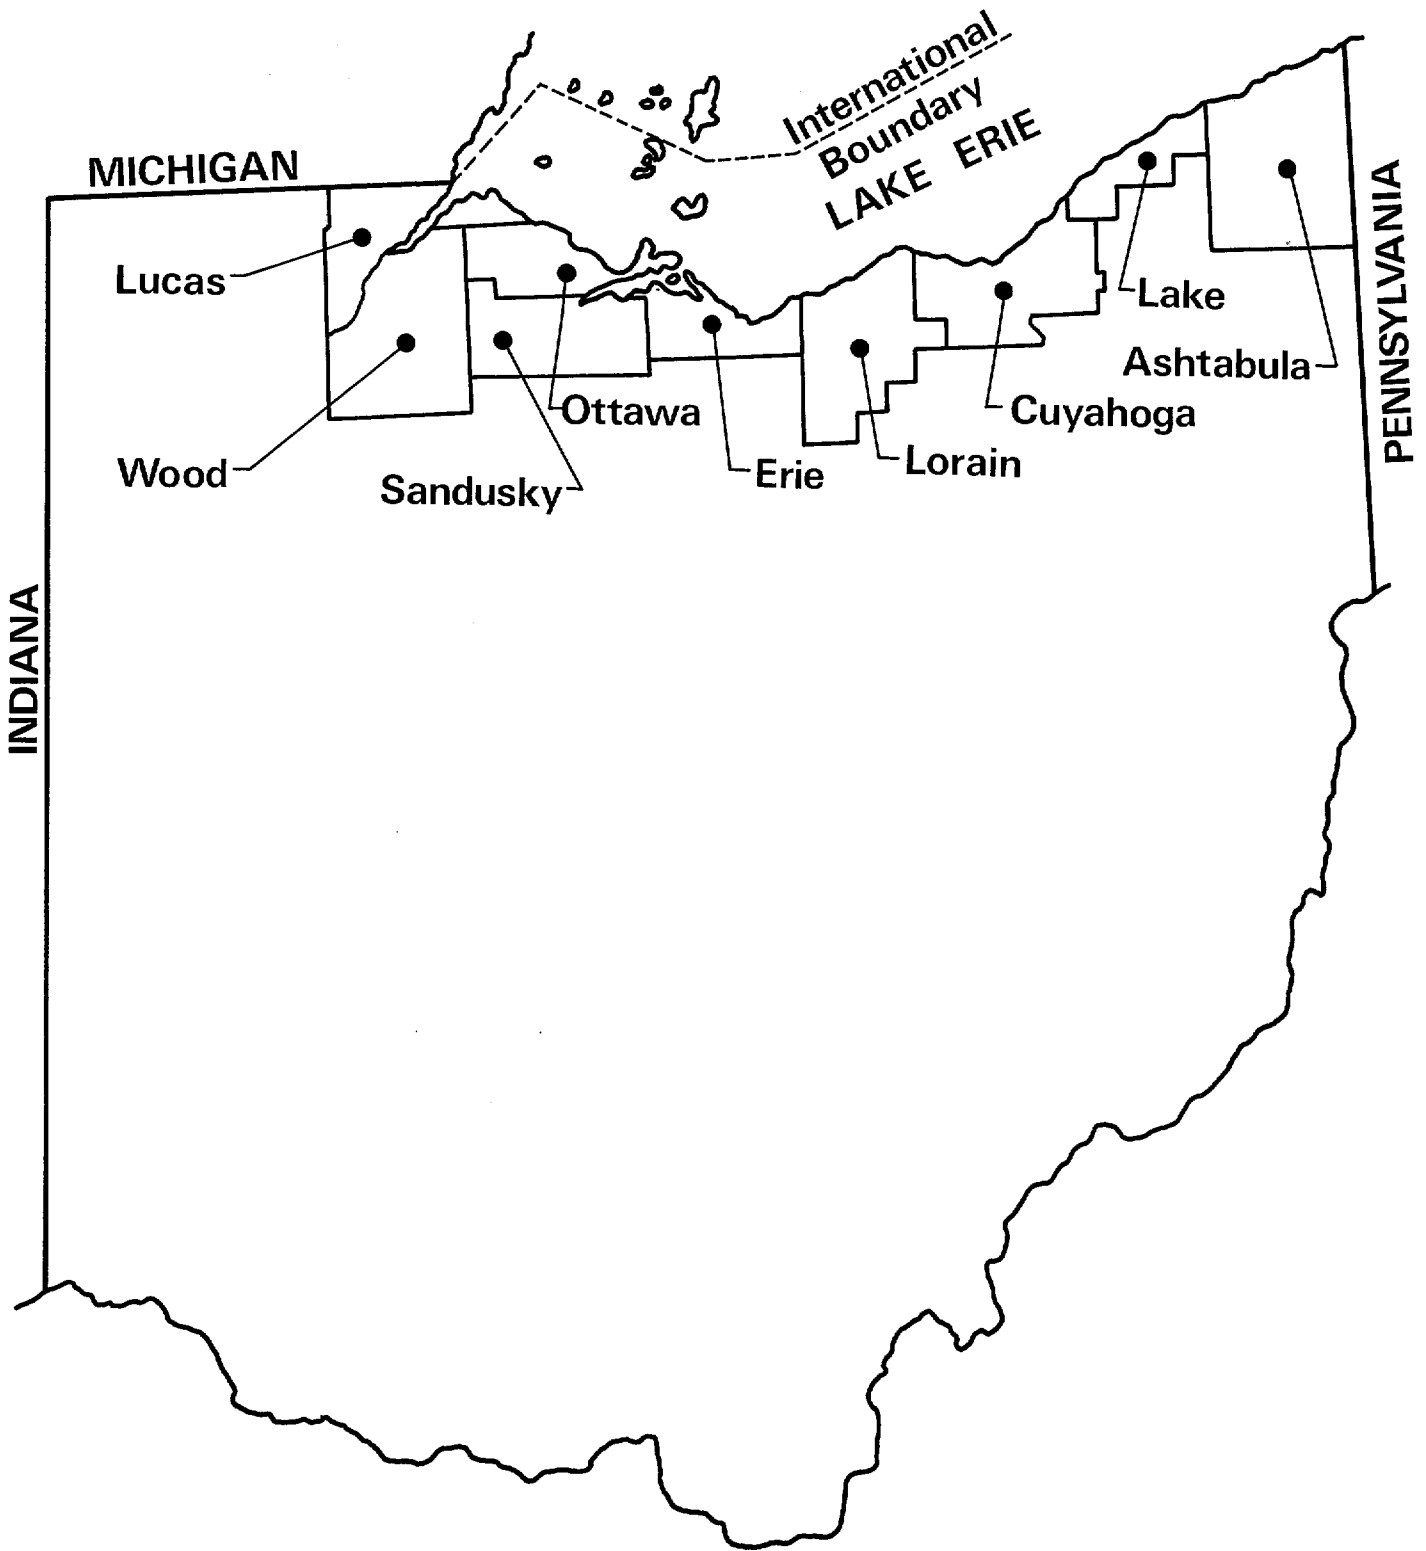 International
Boundary
LAKE ERIE
MICHIGAN
PENNSYLVANIA
Lucas
Lake
Ashtabula
Ottawa
Cuyahoga
Wood
Sandusky
Erie
Lorain
INDIANA